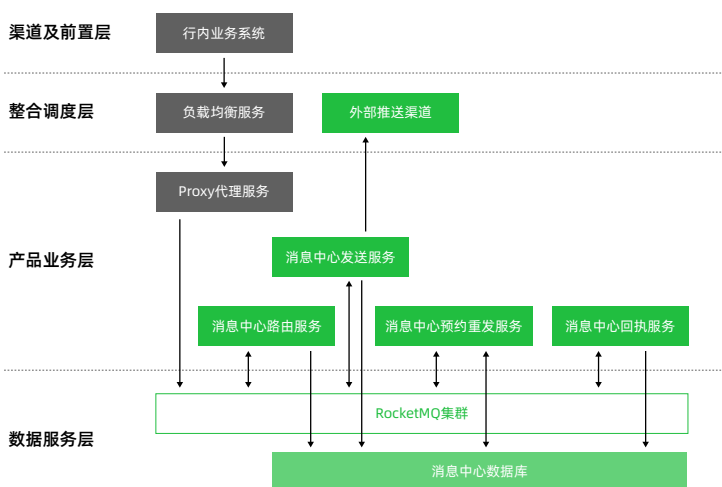 渠道及前置层
行内业务系统
整合调度层
负载均衡服务
外部推送渠道
Proxy代理服务
产品业务层
消息中心发送服务
消息中心路由服务
消息中心预约重发服务
消息中心回执服务
RocketMQ集群
数据服务层
消息中心数据库